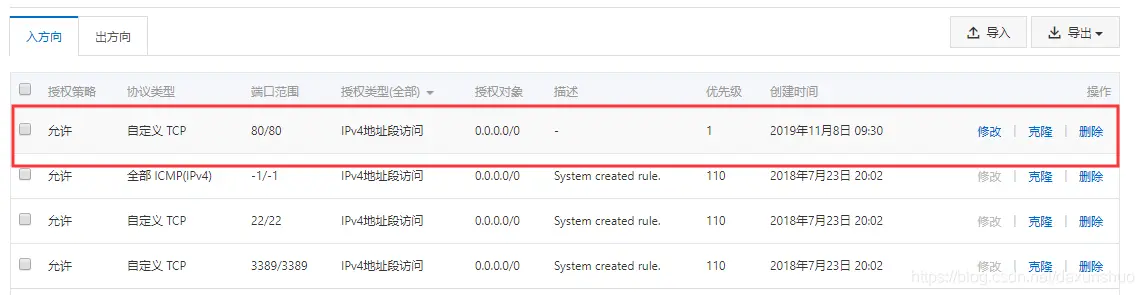 入方向 出方向 导入 导出
授权策略 协议类型 端口范围 授权类型(全部) 授权对象 描述 优先级 创建时间 操作
允许 自定义 TCP 80/80 IPv4地址段访问 0.0.0.0/0 - 1 2019年11月8日 09:30 修改 | 克隆 | 删除
允许 全部 ICMP(IPv4) -1/-1 IPv4地址段访问 0.0.0.0/0 System created rule. 110 2018年7月23日 20:02 修改 | 克隆 | 删除
允许 自定义 TCP 22/22 IPv4地址段访问 0.0.0.0/0 System created rule. 110 2018年7月23日 20:02 修改 | 克隆 | 删除
允许 自定义 TCP 3389/3389 IPv4地址段访问 0.0.0.0/0 System created rule. 110 2018年7月23日 20:02 修改 | 克隆 | 删除